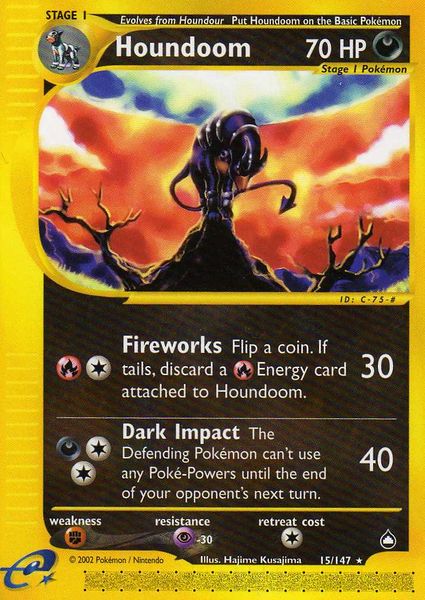 STAGE 1
Evolves from Houndour Put Houndoom on the Basic Pokémon
Houndoom 70 HP
Stage 1 Pokémon
ID: C-75-#
Fireworks Flip a coin. If
tails, discard a Energy card 30
attached to Houndoom.
Dark Impact The
Defending Pokémon can't use
any Poké-Powers until the end 40
of your opponent's next turn.
weakness resistance retreat cost
-30
© 2002 Pokémon / Nintendo Illus. Hajime Kusajima 15/147 ★
e